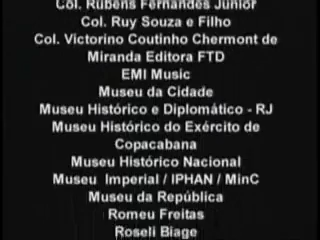 Col. Rubens Fernandes Junior
Col. Ruy Souza e Filho
Col. Victorino Coutinho Chermont de
Miranda Editora FTD
EMI Music
Museu da Cidade
Museu Histórico e Diplomático - RJ
Museu Histórico do Exército de
Copacabana
Museu Histórico Nacional
Museu Imperial / IPHAN / MinC
Museu da República
Romeu Freitas
Roseli Biage